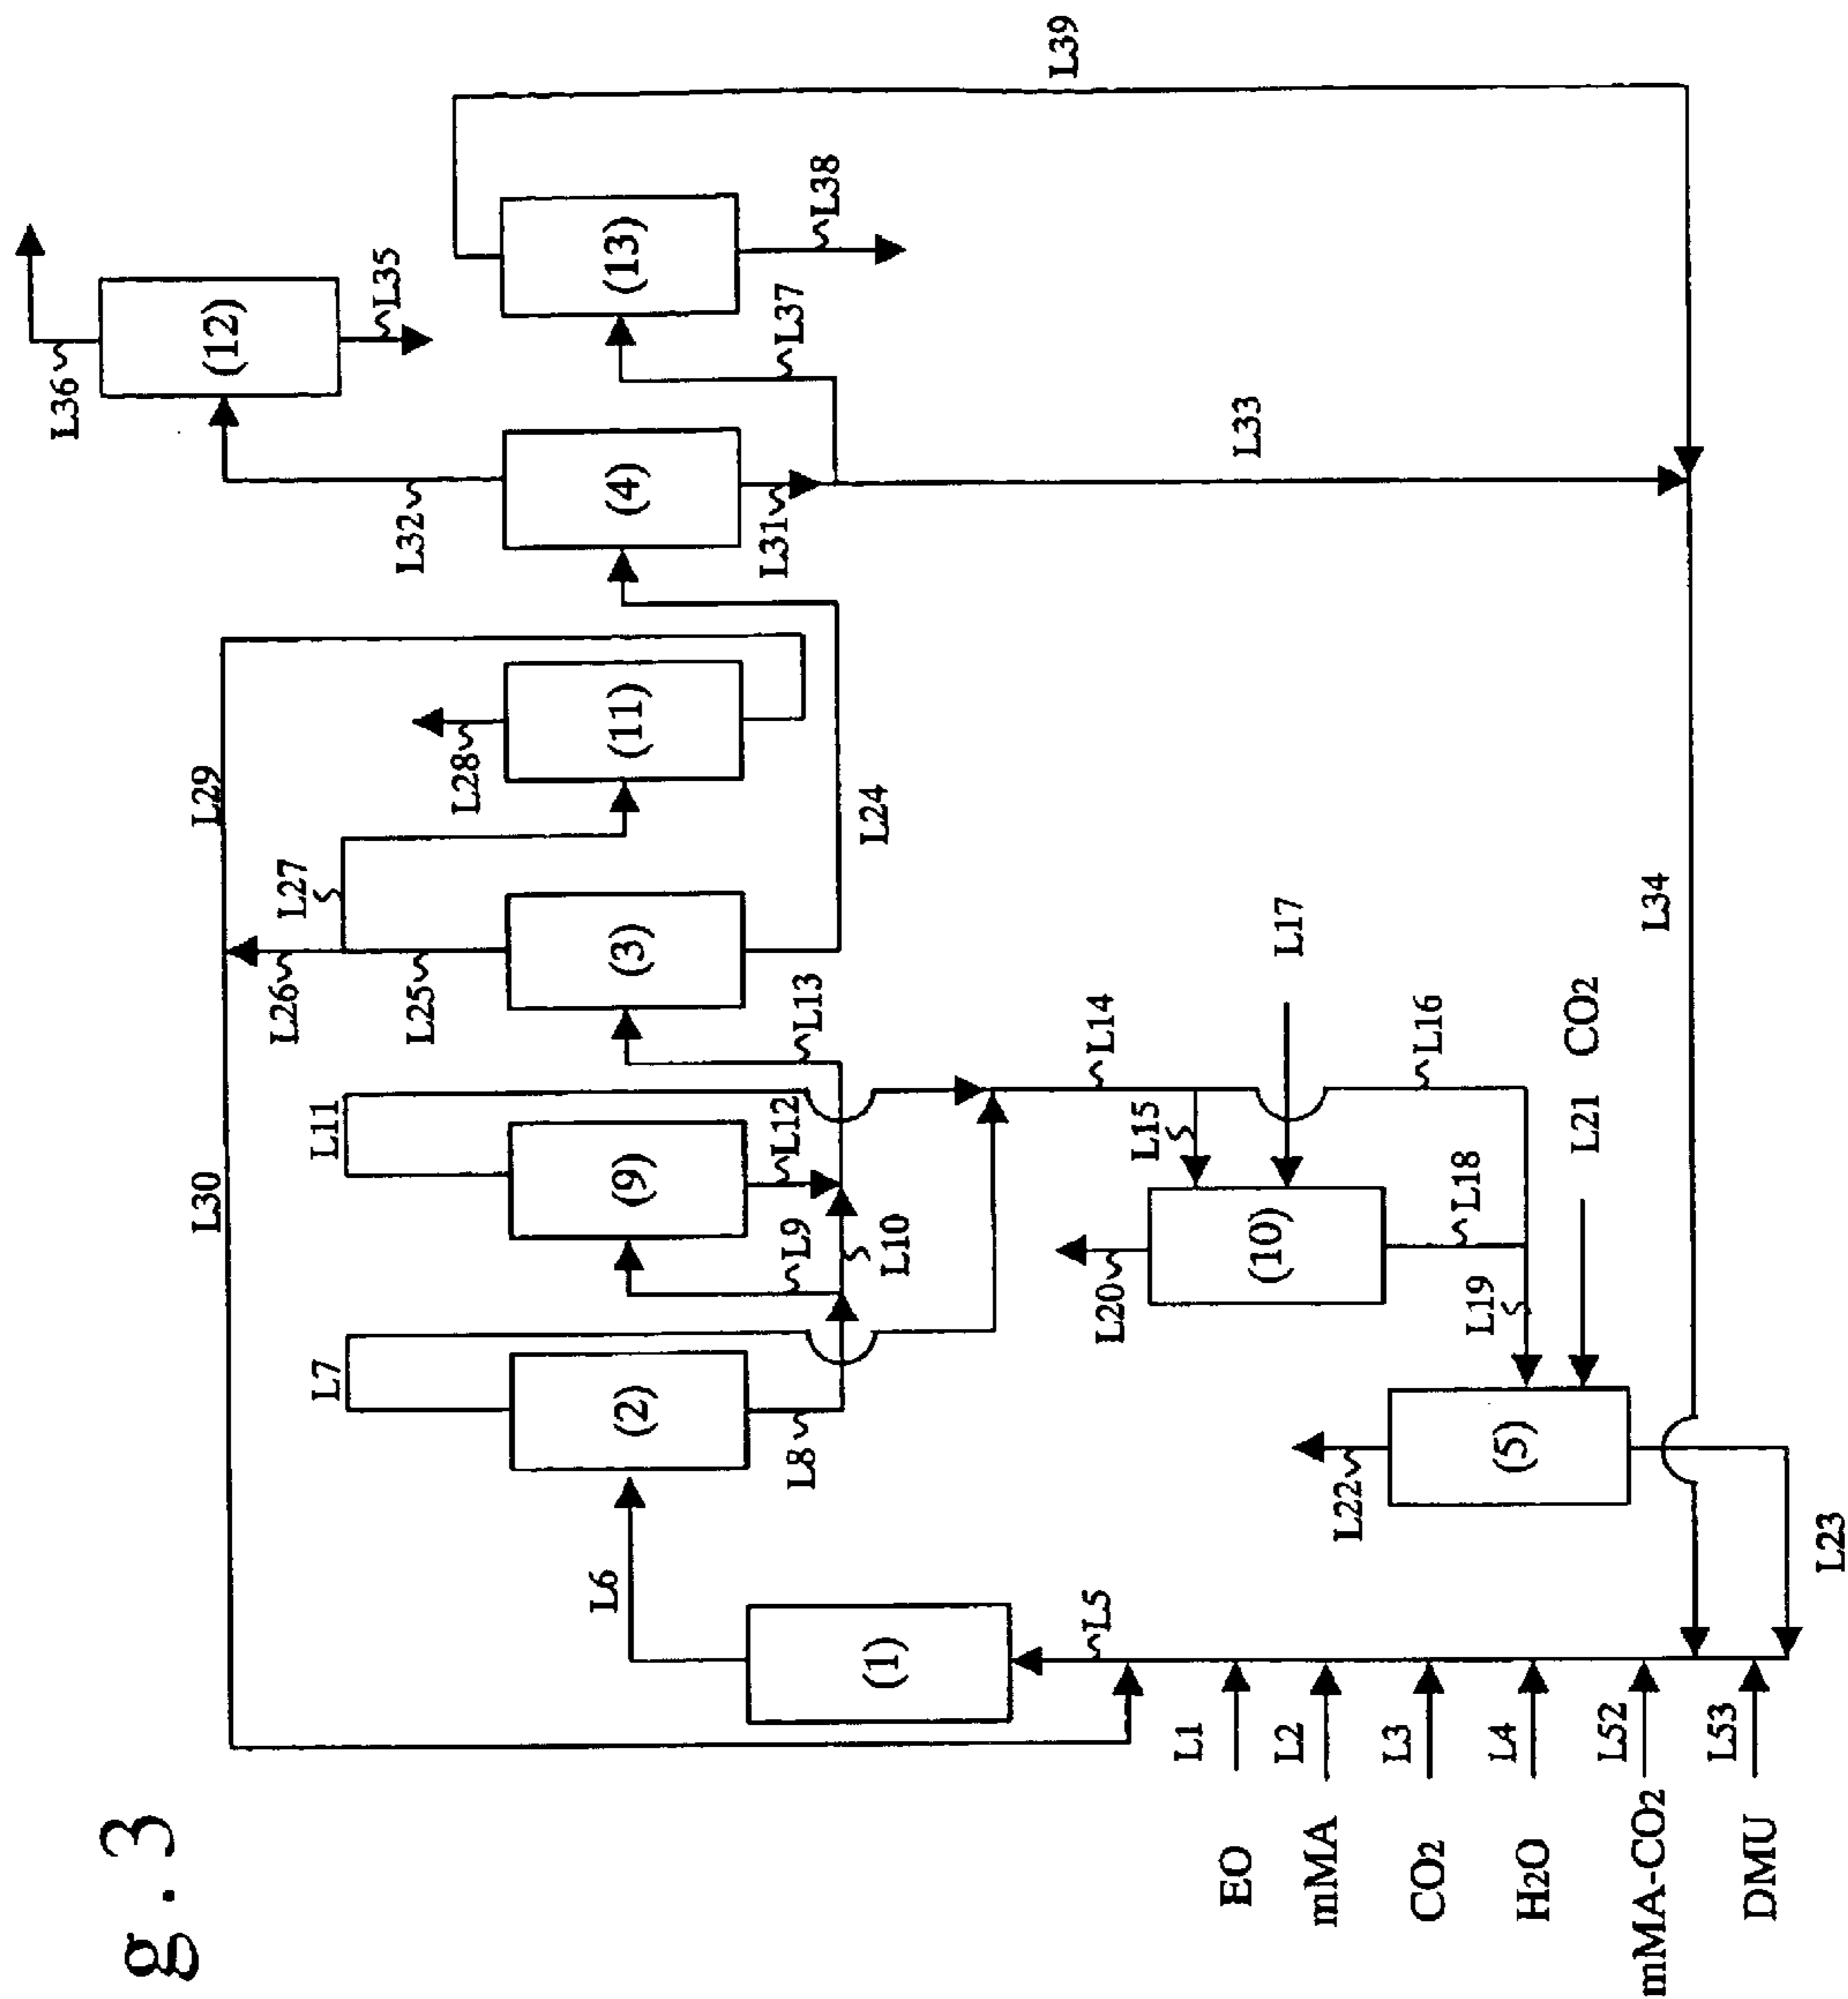 g. 3
L36
(12)
L35
L32
(4)
L31
L33
(13)
L37
L38
L39
L29
L28
(11)
L27
L26
L25
(3)
L24
L30
L13
L11
(9)
L12
L9
L10
L7
(2)
L8
L6
(1)
L5
L14
L15
L17
L16
(10)
L18
L20
L19
L21 CO2
L22
(5)
L34
L23
L1
EO
L2
mMA
L3
CO2
L4
H2O
L52
mMA-CO2
L53
DMU